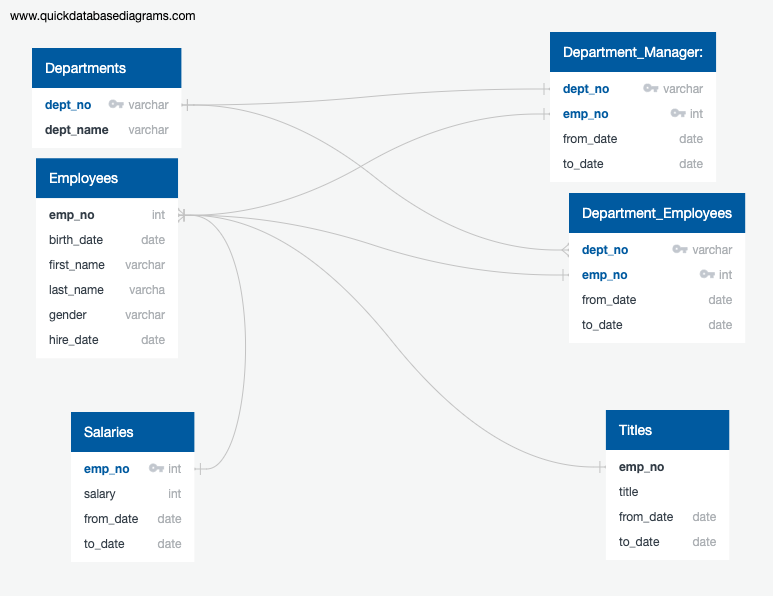 www.quickdatabasediagrams.com
Departments
dept_no varchar
dept_name varchar
Employees
emp_no int
birth_date date
first_name varchar
last_name varcha
gender varchar
hire_date date
Salaries
emp_no int
salary int
from_date date
to_date date
Department_Manager:
dept_no varchar
emp_no int
from_date date
to_date date
Department_Employees
dept_no varchar
emp_no int
from_date date
to_date date
Titles
emp_no
title
from_date date
to_date date